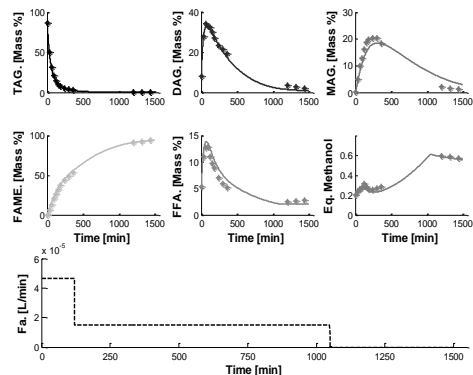 TAG. [Mass %]
100
50
0
0 500 1000 1500
DAG. [Mass %]
40
20
0
0 500 1000 1500
MAG. [Mass %]
30
20
10
0
0 500 1000 1500
FAME. [Mass %]
100
50
0
0 500 1000 1500
Time [min]
FFA. [Mass %]
15
10
5
0
0 500 1000 1500
Time [min]
Eq. Methanol
0.6
0.4
0.2
0 500 1000 1500
Time [min]
x 10-5
Fa. [L/min]
6
4
2
0
0 500 1000 1500
Time [min]